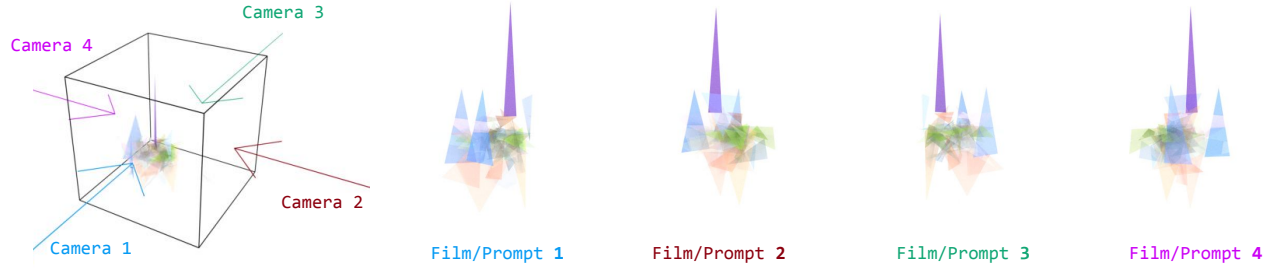 Camera 3
Camera 4
Camera 2
Camera 1
Film/Prompt 1
Film/Prompt 2
Film/Prompt 3
Film/Prompt 4